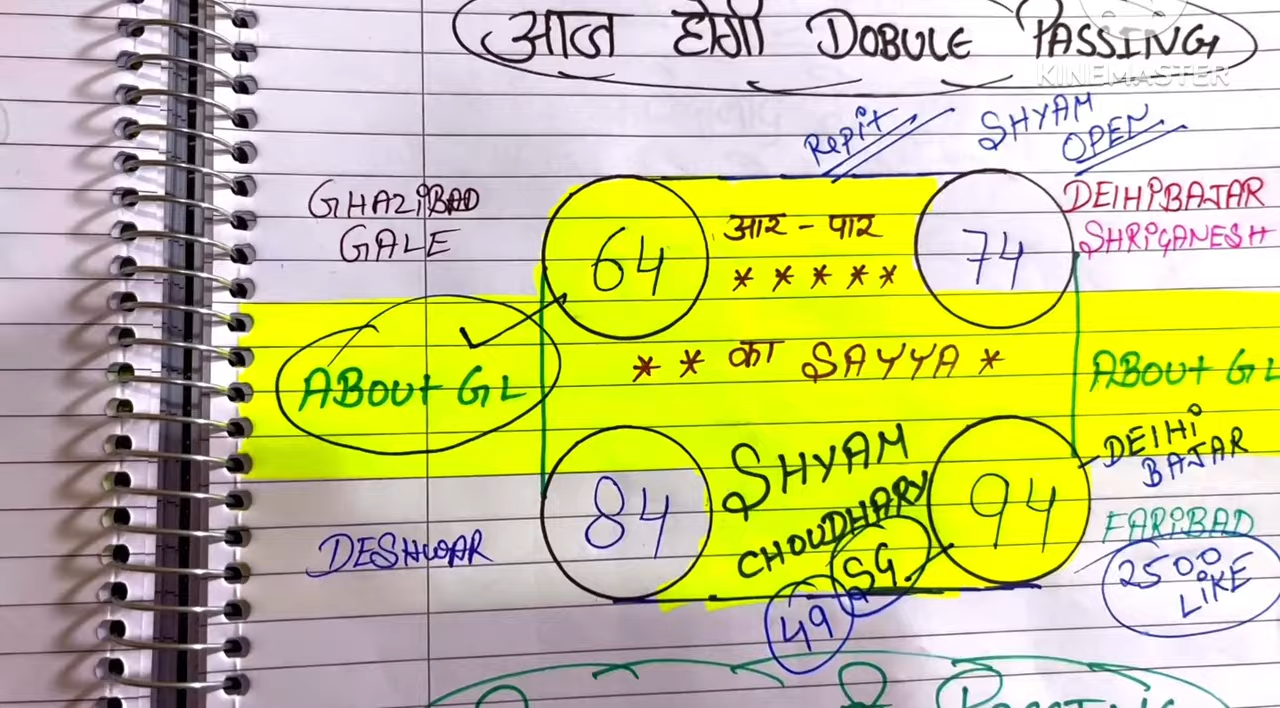 आज होगी DOBULE PASSING
KINEMASTER
Repit
SHYAM
OPEN
GHAZIBAD
GALE
64
आर - पार
*****
74
DEIHIBAJAR
SHRIGANESH
ABOUt GL
** का SAYYA *
ABOUt GL
84
SHYAM
CHOUDHARY
94
DEIHI
BAJAR
DESHWAR
FARIBAD
SG
49
2500
LIKE